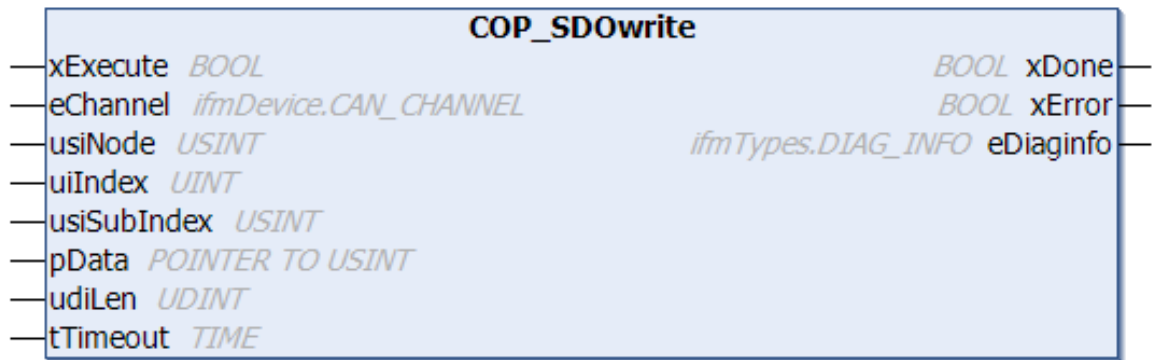 COP_SDOwrite
xExecute BOOL BOOL xDone
eChannel ifmDevice.CAN_CHANNEL BOOL xError
usiNode USINT ifmTypes.DIAG_INFO eDiaginfo
uiIndex UINT
usiSubIndex USINT
pData POINTER TO USINT
udiLen UDINT
tTimeout TIME